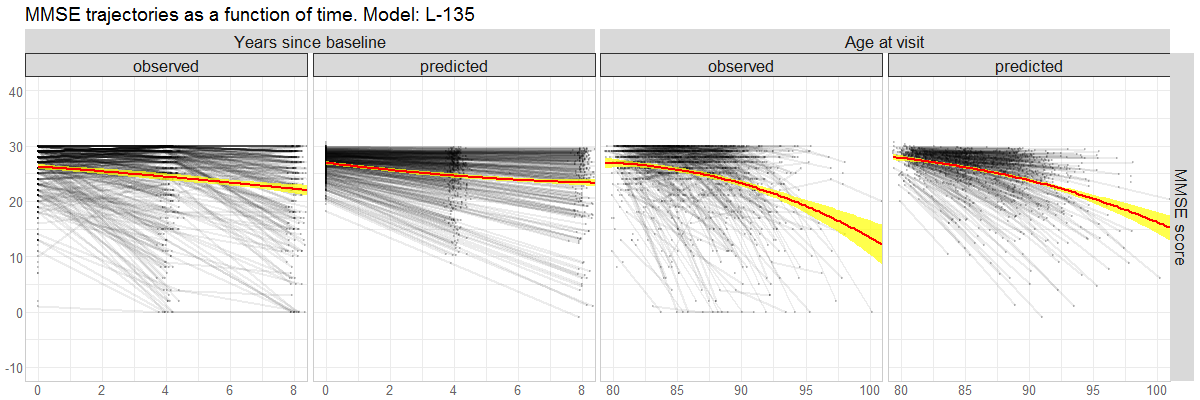 MMSE trajectories as a function of time. Model: L-135
Years since baseline
Age at visit
observed
predicted
observed
predicted
40
30
20
10
0
-10
0 2 4 6 8
0 2 4 6 8
80 85 90 95 100
80 85 90 95 100
MMSE score